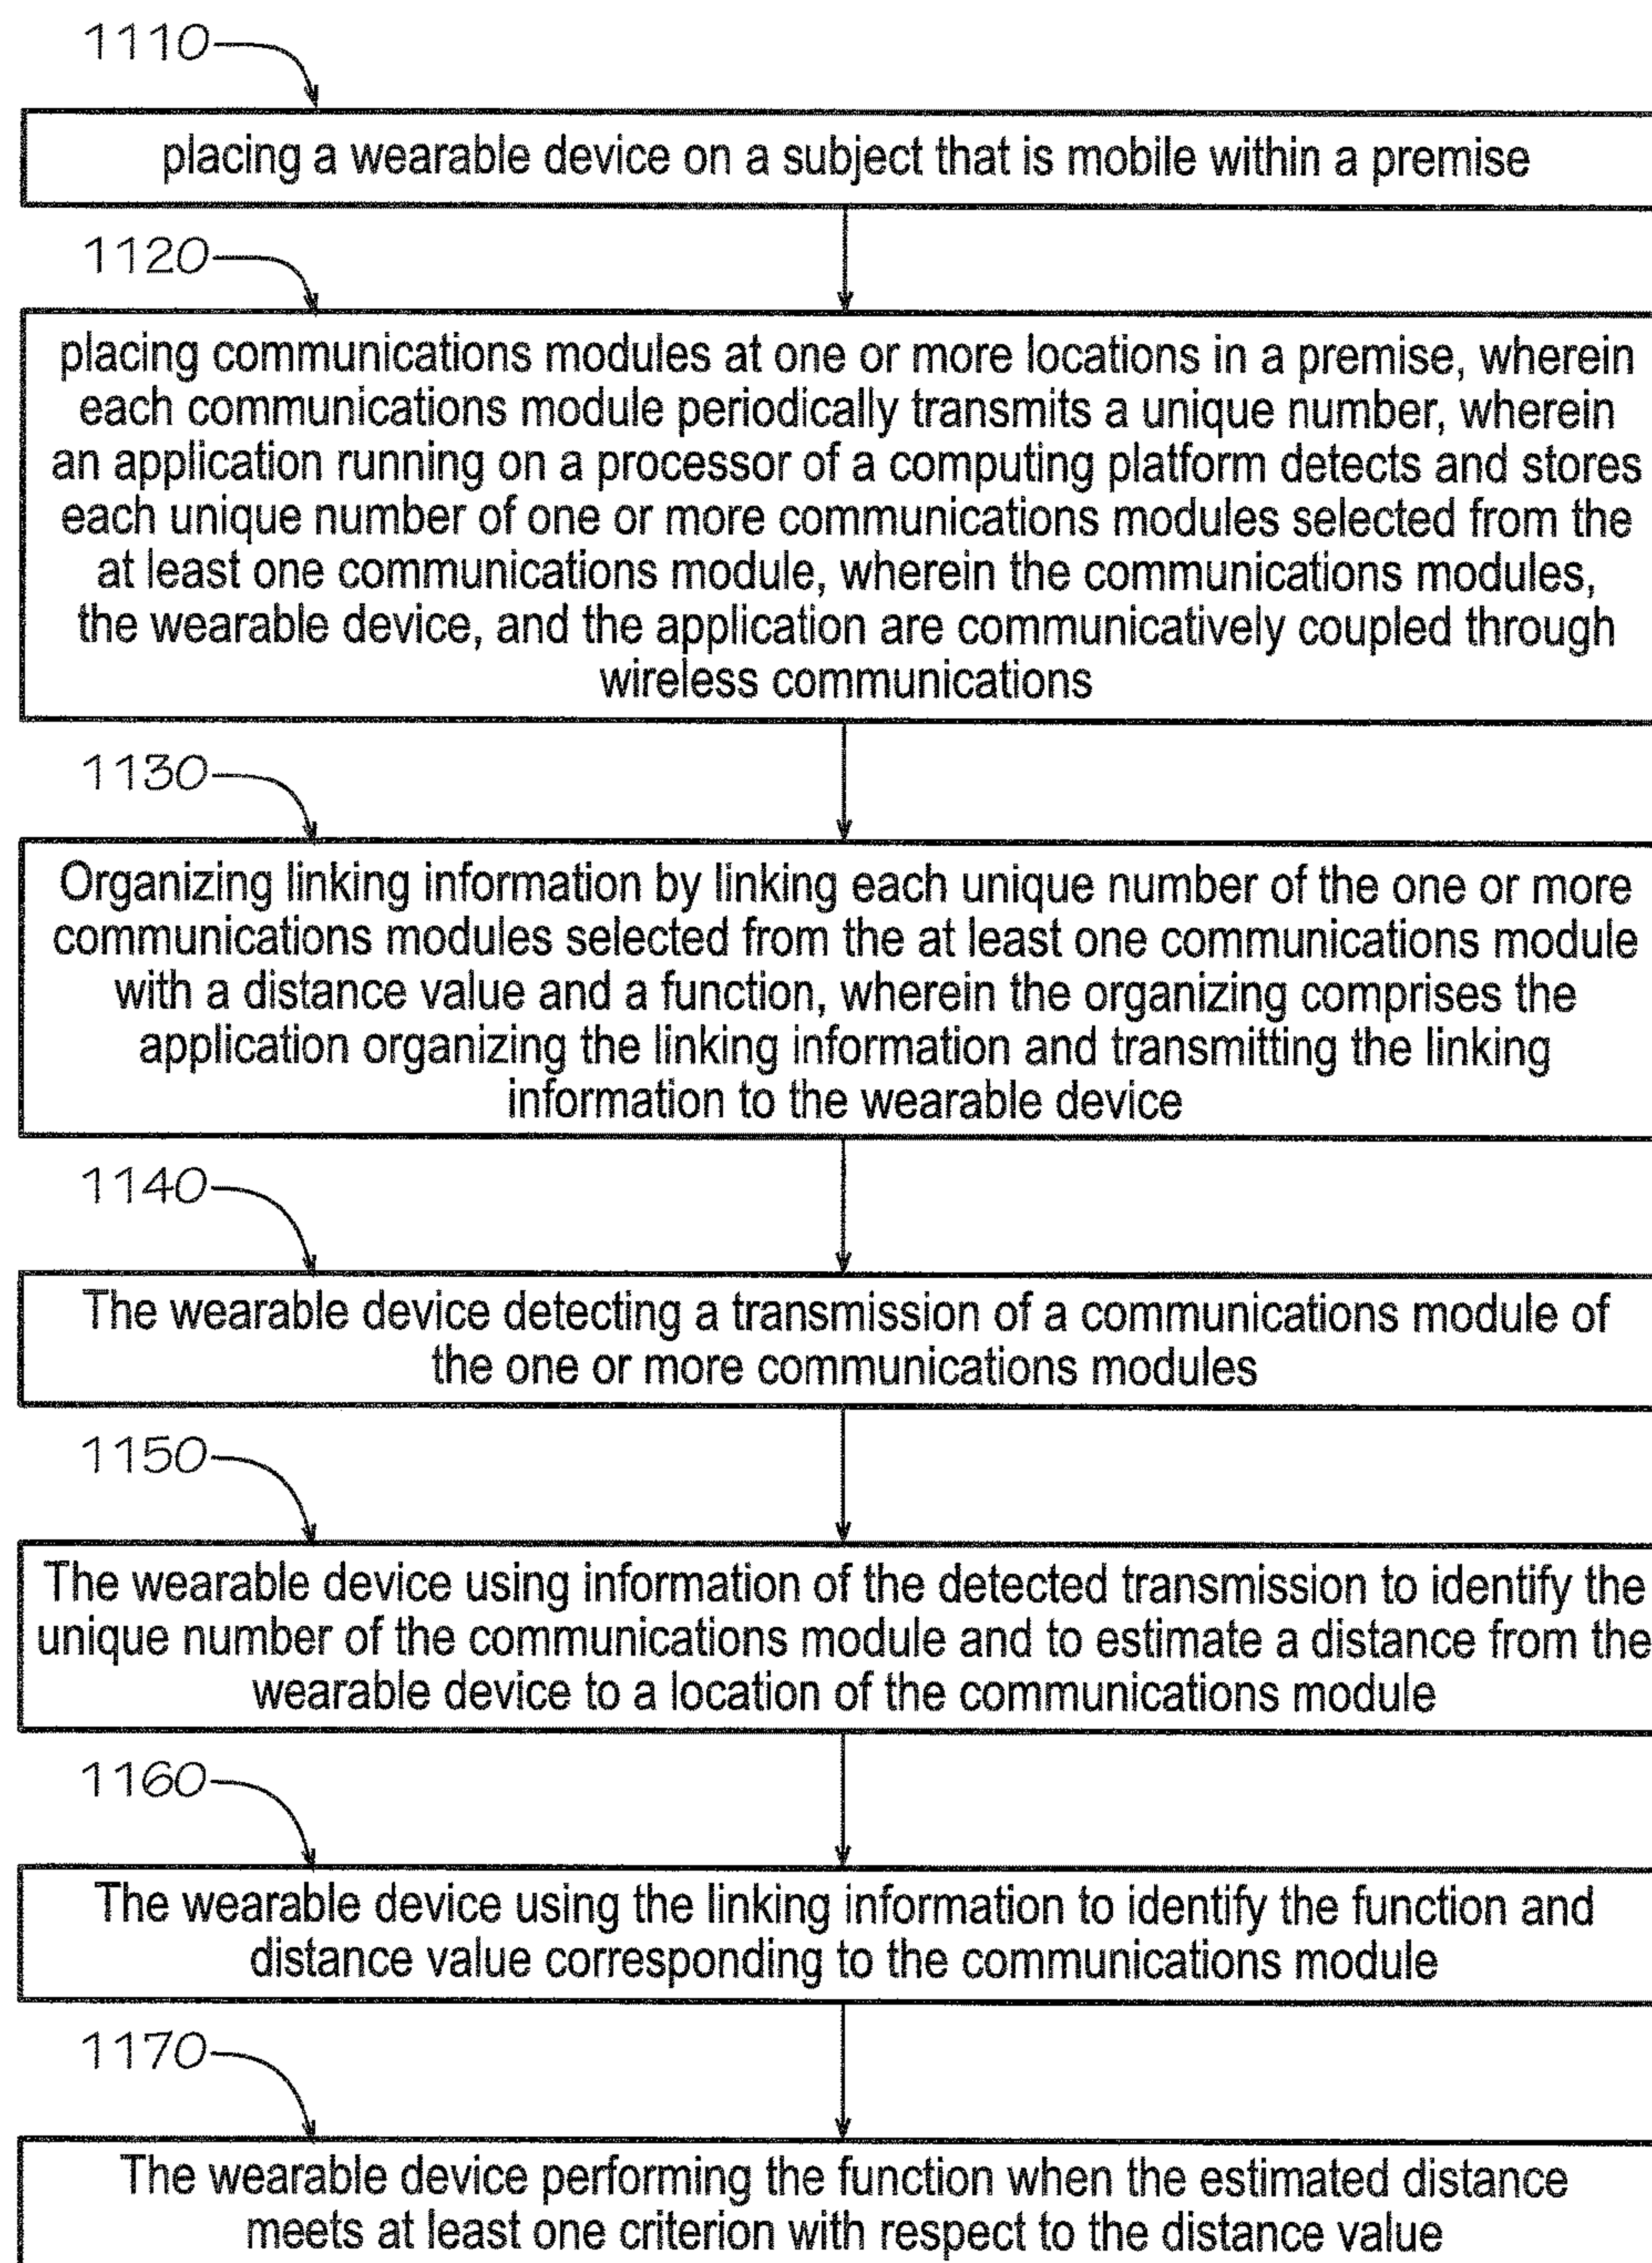 1110
placing a wearable device on a subject that is mobile within a premise
1120
placing communications modules at one or more locations in a premise, wherein
each communications module periodically transmits a unique number, wherein
an application running on a processor of a computing platform detects and stores
each unique number of one or more communications modules selected from the
at least one communications module, wherein the communications modules,
the wearable device, and the application are communicatively coupled through
wireless communications
1130
Organizing linking information by linking each unique number of the one or more
communications modules selected from the at least one communications module
with a distance value and a function, wherein the organizing comprises the
application organizing the linking information and transmitting the linking
information to the wearable device
1140
The wearable device detecting a transmission of a communications module of
the one or more communications modules
1150
The wearable device using information of the detected transmission to identify the
unique number of the communications module and to estimate a distance from the
wearable device to a location of the communications module
1160
The wearable device using the linking information to identify the function and
distance value corresponding to the communications module
1170
The wearable device performing the function when the estimated distance
meets at least one criterion with respect to the distance value